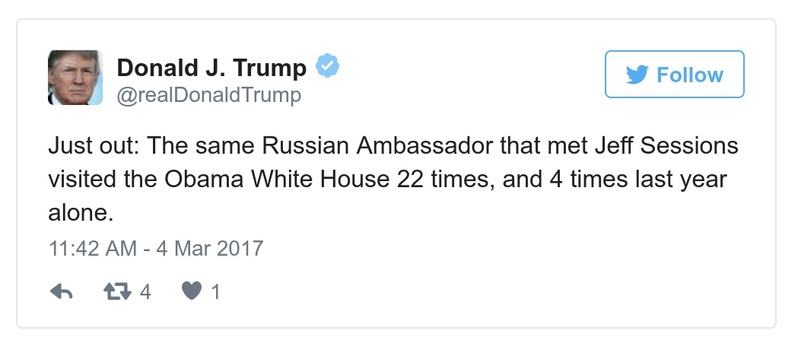 Donald J. Trump
@realDonaldTrump
Follow
Just out: The same Russian Ambassador that met Jeff Sessions
visited the Obama White House 22 times, and 4 times last year
alone.
11:42 AM - 4 Mar 2017
4 1